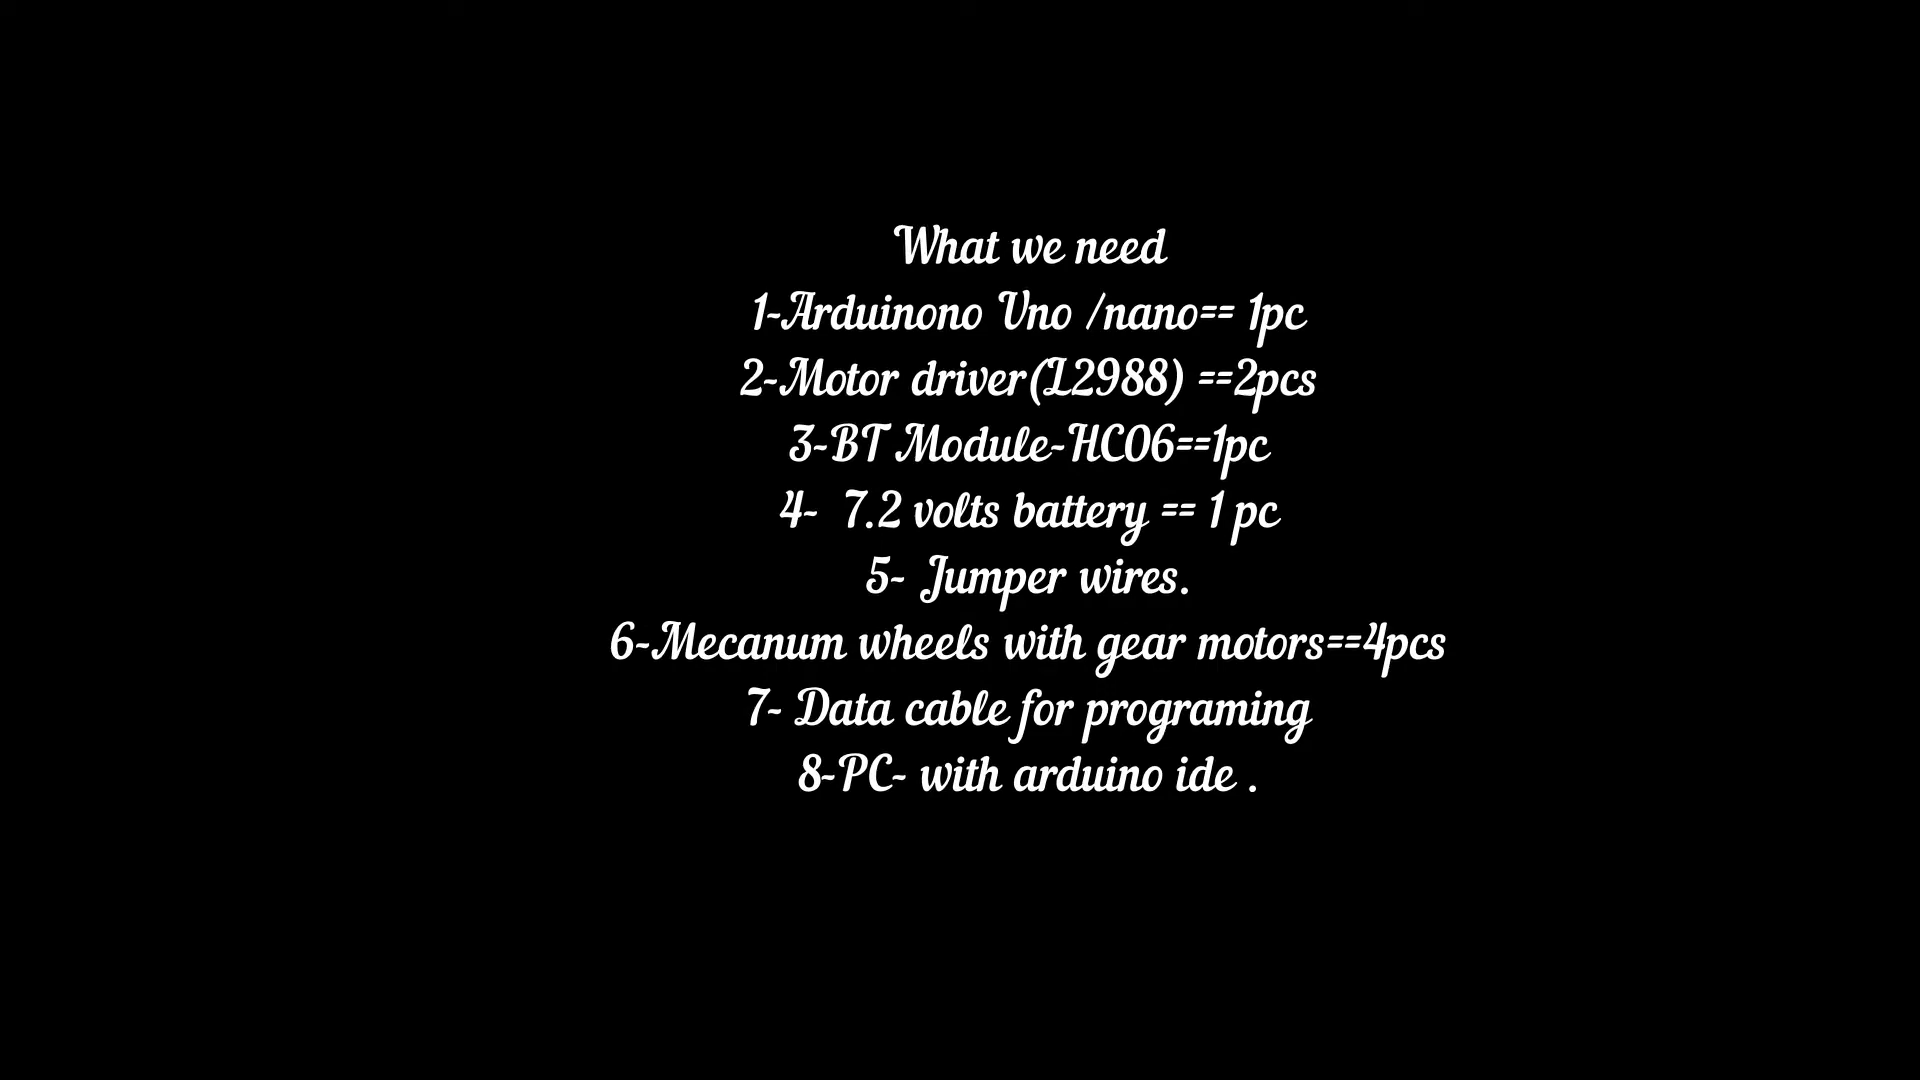 What we need
1-Arduinono Uno /nano== 1pc
2-Motor driver(L2988) ==2pcs
3-BT Module-HC06==1pc
4-  7.2 volts battery == 1 pc
5- Jumper wires.
6-Mecanum wheels with gear motors==4pcs
7- Data cable for programing
8-PC- with arduino ide .